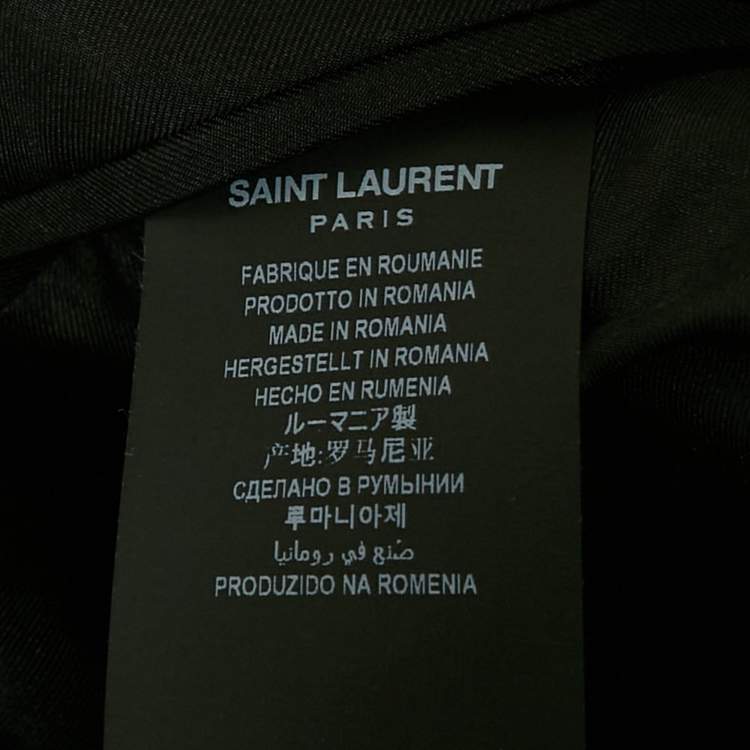 SAINT LAURENT
PARIS
FABRIQUE EN ROUMANIE
PRODOTTO IN ROMANIA
MADE IN ROMANIA
HERGESTELLT IN ROMANIA
HECHO EN RUMENIA
ルーマニア製
产地:罗马尼亚
СДЕЛАНО В РУМЫНИИ
루마니아제
صنع في رومانيا
PRODUZIDO NA ROMENIA